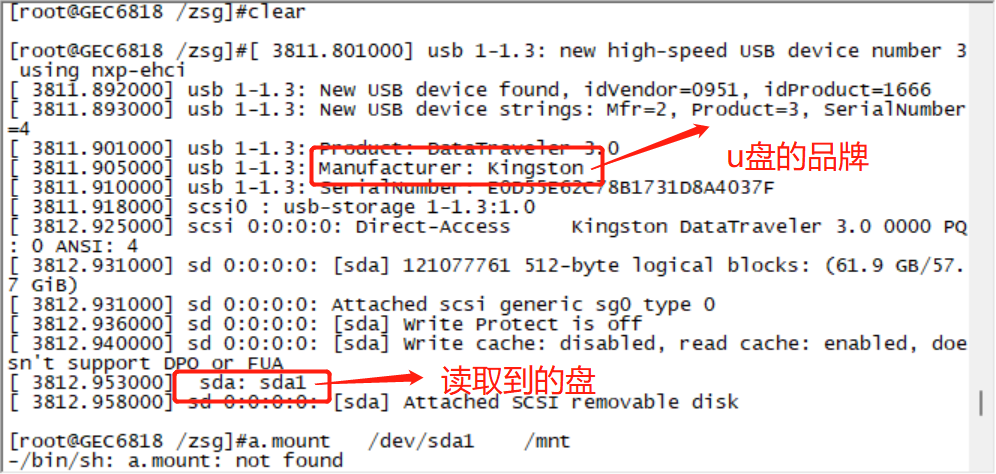 [root@GEC6818 /zsg]#clear
[root@GEC6818 /zsg]#[ 3811.801000] usb 1-1.3: new high-speed USB device number 3
using nxp-ehci
[ 3811.892000] usb 1-1.3: New USB device found, idVendor=0951, idProduct=1666
[ 3811.893000] usb 1-1.3: New USB device strings: Mfr=2, Product=3, SerialNumber
=4
[ 3811.901000] usb 1-1.3: Product: DataTraveler 3.0
[ 3811.905000] usb 1-1.3: Manufacturer: Kingston
u盘的品牌
[ 3811.910000] usb 1-1.3: SerialNumber: E0D55E62C78B1731D8A4037F
[ 3811.918000] scsi0 : usb-storage 1-1.3:1.0
[ 3812.925000] scsi 0:0:0:0: Direct-Access     Kingston DataTraveler 3.0 0000 PQ
: 0 ANSI: 4
[ 3812.931000] sd 0:0:0:0: [sda] 121077761 512-byte logical blocks: (61.9 GB/57.
7 GiB)
[ 3812.931000] sd 0:0:0:0: Attached scsi generic sg0 type 0
[ 3812.936000] sd 0:0:0:0: [sda] Write Protect is off
[ 3812.940000] sd 0:0:0:0: [sda] Write cache: disabled, read cache: enabled, doe
sn't support DPO or FUA
[ 3812.953000]  sda: sda1
读取到的盘
[ 3812.958000] sd 0:0:0:0: [sda] Attached SCSI removable disk
[root@GEC6818 /zsg]#a.mount   /dev/sda1    /mnt
-/bin/sh: a.mount: not found